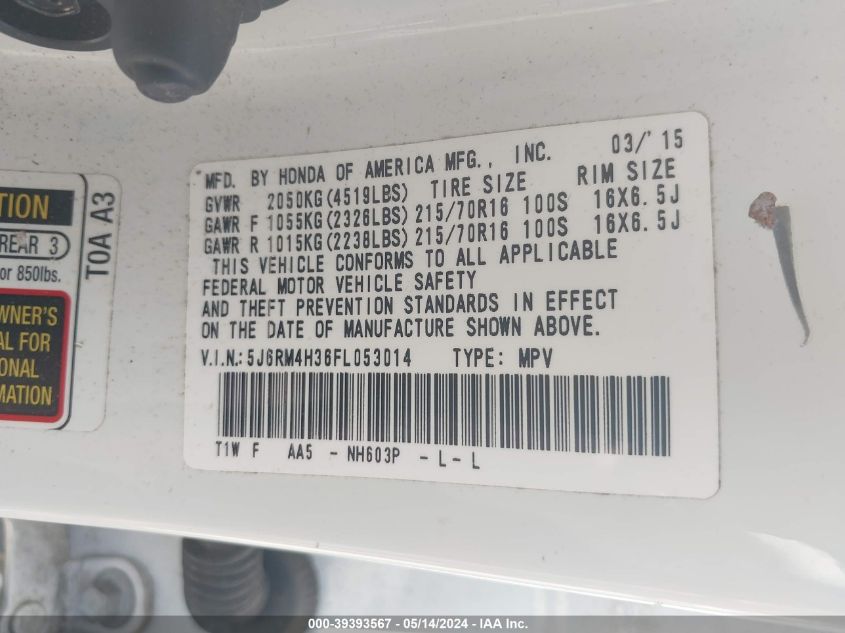 TION
REAR 3
or 850lbs.
WNER'S
AL FOR
ONAL
MATION
T0A A3
MFD. BY HONDA OF AMERICA MFG., INC. 03/'15
GVWR 2050KG(4519LBS) TIRE SIZE RIM SIZE
GAWR F 1055KG(2326LBS) 215/70R16 100S 16X6.5J
GAWR R 1015KG(2238LBS) 215/70R16 100S 16X6.5J
THIS VEHICLE CONFORMS TO ALL APPLICABLE
FEDERAL MOTOR VEHICLE SAFETY
AND THEFT PREVENTION STANDARDS IN EFFECT
ON THE DATE OF MANUFACTURE SHOWN ABOVE.
V.I.N.:5J6RM4H36FL053014 TYPE: MPV
T1W F AA5 - NH603P - L - L
000-39393567 - 05/14/2024 - IAA Inc.